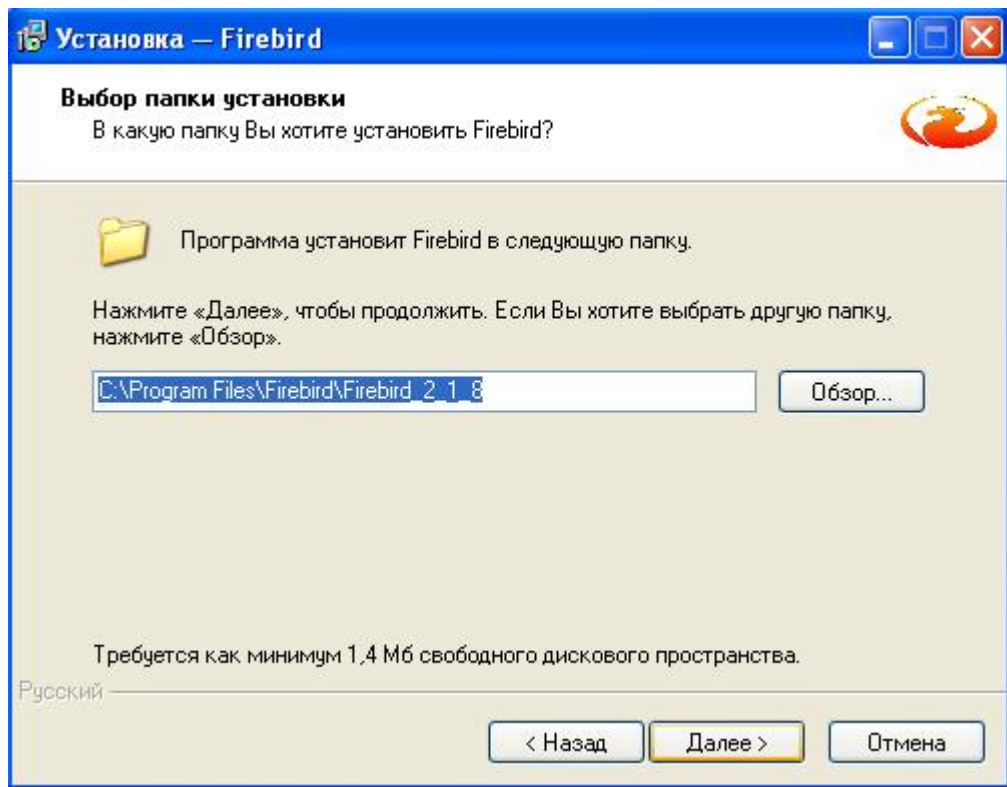 Установка — Firebird
Выбор папки установки
В какую папку Вы хотите установить Firebird?
Программа установит Firebird в следующую папку.
Нажмите «Далее», чтобы продолжить. Если Вы хотите выбрать другую папку,
нажмите «Обзор».
C:\Program Files\Firebird\Firebird_2_1_8
Обзор...
Требуется как минимум 1,4 Мб свободного дискового пространства.
Русский
< Назад
Далее >
Отмена